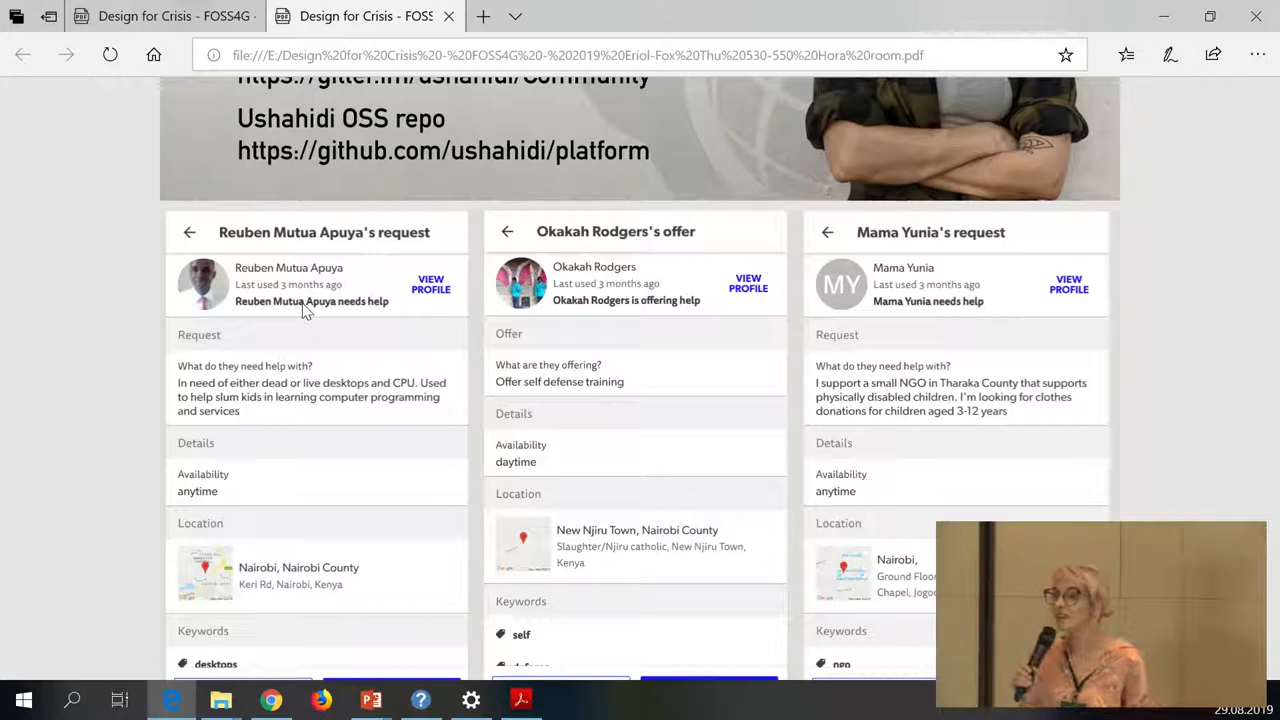 Design for Crisis - FOSS4G -
Design for Crisis - FOSS
file:///E:/Design%20for%20Crisis%20-%20FOSS4G%20-%202019%20Eriol-Fox%20Thu%20530-550%20Hora%20room.pdf
https://gitter.im/ushahidi/Community
Ushahidi OSS repo
https://github.com/ushahidi/platform
Reuben Mutua Apuya's request
Reuben Mutua Apuya
Last used 3 months ago
Reuben Mutua Apuya needs help
VIEW
PROFILE
Request
What do they need help with?
In need of either dead or live desktops and CPU. Used
to help slum kids in learning computer programming
and services
Details
Availability
anytime
Location
Nairobi, Nairobi County
Keri Rd, Nairobi, Kenya
Keywords
desktops
Okakah Rodgers's offer
Okakah Rodgers
Last used 3 months ago
Okakah Rodgers is offering help
VIEW
PROFILE
Offer
What are they offering?
Offer self defense training
Details
Availability
daytime
Location
New Njiru Town, Nairobi County
Slaughter/Njiru catholic, New Njiru Town,
Kenya
Keywords
self
Mama Yunia's request
MY
Mama Yunia
Last used 3 months ago
Mama Yunia needs help
VIEW
PROFILE
Request
What do they need help with?
I support a small NGO in Tharaka County that supports
physically disabled children. I'm looking for clothes
donations for children aged 3-12 years
Details
Availability
anytime
Location
Nairobi,
Ground Floor
Chapel, Jogoo
Keywords
ngo
29.08.2019